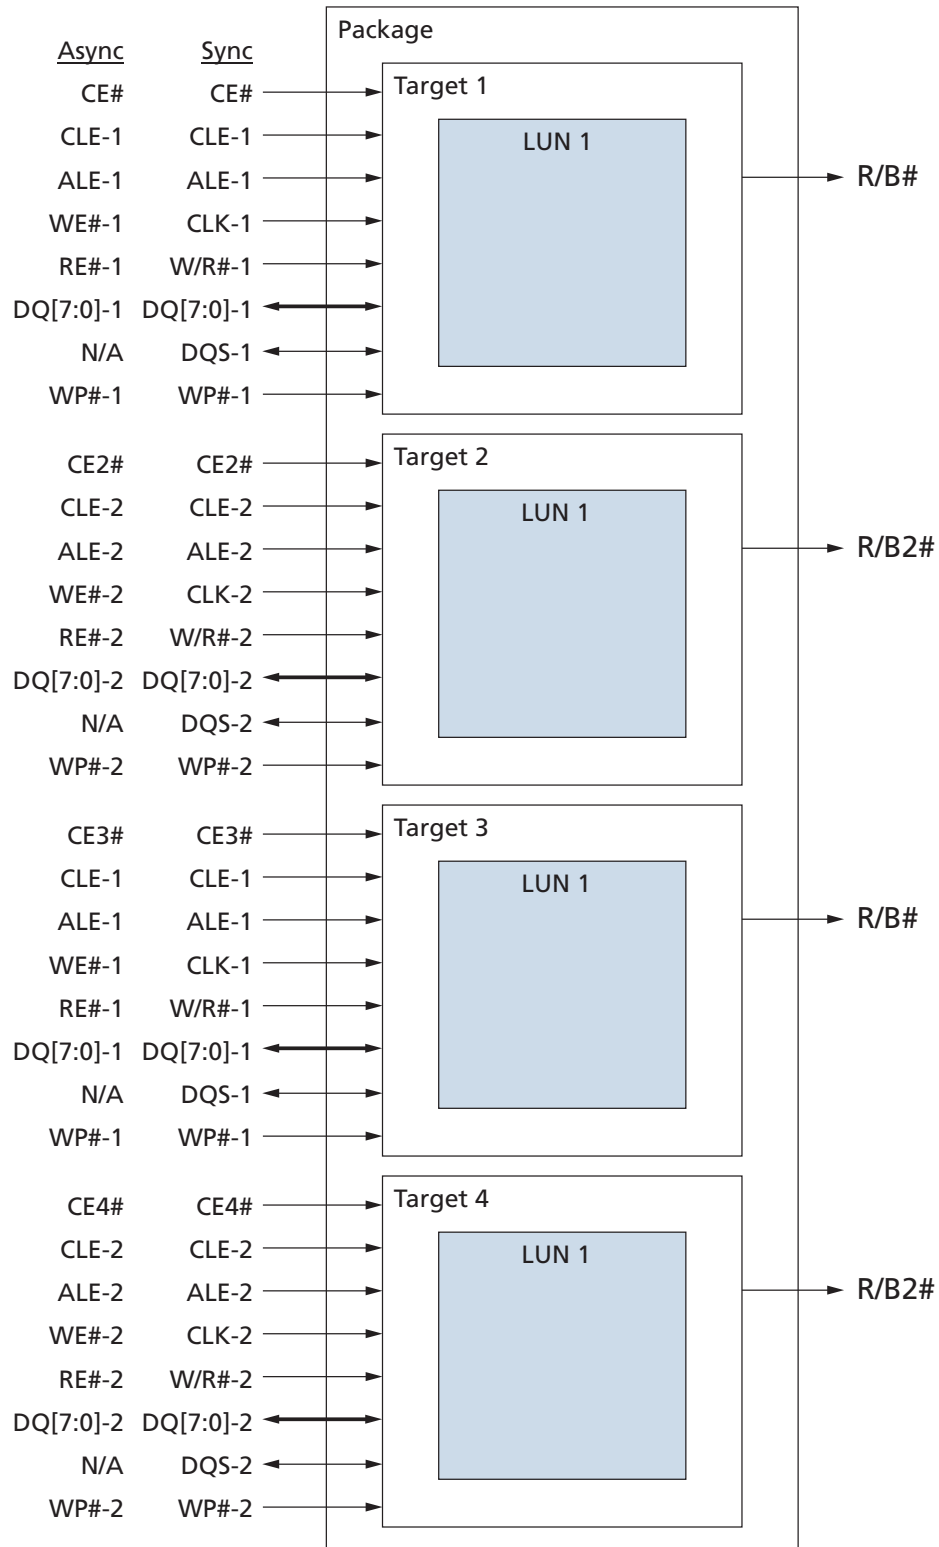 Package
Async Sync
Target 1
CE# CE#
LUN 1
CLE-1 CLE-1
ALE-1 ALE-1 R/B#
WE#-1 CLK-1
RE#-1 W/R#-1
DQ[7:0]-1 DQ[7:0]-1
N/A DQS-1
WP#-1 WP#-1
Target 2
CE2# CE2#
CLE-2 CLE-2 LUN 1
ALE-2 ALE-2 R/B2#
WE#-2 CLK-2
RE#-2 W/R#-2
DQ[7:0]-2 DQ[7:0]-2
N/A DQS-2
WP#-2 WP#-2
Target 3
CE3# CE3#
CLE-1 CLE-1 LUN 1
ALE-1 ALE-1 R/B#
WE#-1 CLK-1
RE#-1 W/R#-1
DQ[7:0]-1 DQ[7:0]-1
N/A DQS-1
WP#-1 WP#-1
Target 4
CE4# CE4#
CLE-2 CLE-2 LUN 1
ALE-2 ALE-2 R/B2#
WE#-2 CLK-2
RE#-2 W/R#-2
DQ[7:0]-2 DQ[7:0]-2
N/A DQS-2
WP#-2 WP#-2